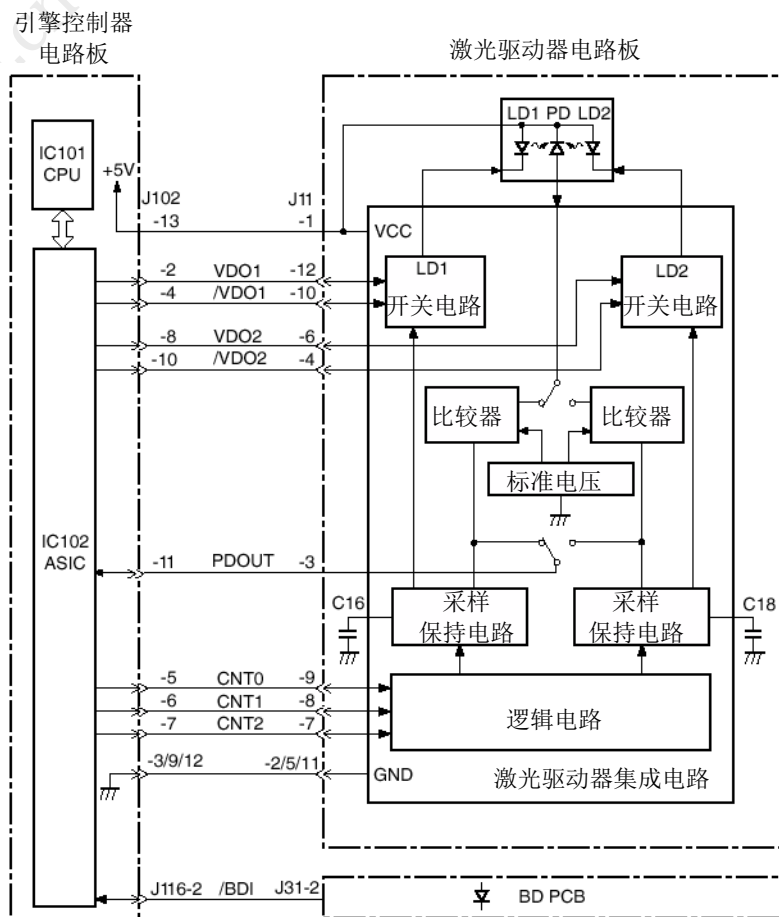 引擎控制器
电路板
激光驱动器电路板
LD1 PD LD2
IC101
CPU
+5V
J102
J11
-13
-1
VCC
-2 VDO1 -12
-4 /VDO1 -10
LD1
开关电路
LD2
开关电路
-8 VDO2 -6
-10 /VDO2 -4
比较器
比较器
标准电压
IC102
ASIC
-11 PDOUT -3
C16
采样
保持电路
采样
保持电路
C18
-5 CNT0 -9
-6 CNT1 -8
-7 CNT2 -7
逻辑电路
-3/9/12
-2/5/11
GND
激光驱动器集成电路
J116-2 /BDI J31-2
BD PCB